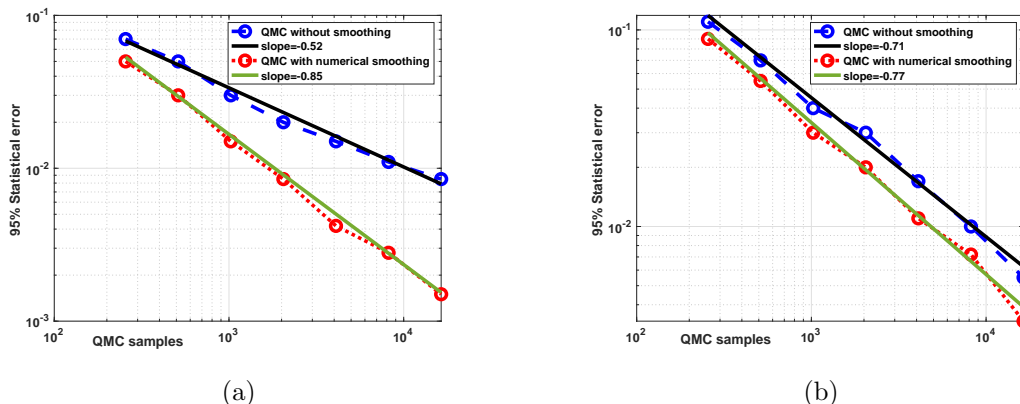 10^-1
10^-2
10^-3
10^2
10^3
10^4
95% Statistical error
QMC samples
QMC without smoothing
slope=-0.52
QMC with numerical smoothing
slope=-0.85
(a)
10^-1
10^-2
10^2
10^3
10^4
95% Statistical error
QMC samples
QMC without smoothing
slope=-0.71
QMC with numerical smoothing
slope=-0.77
(b)